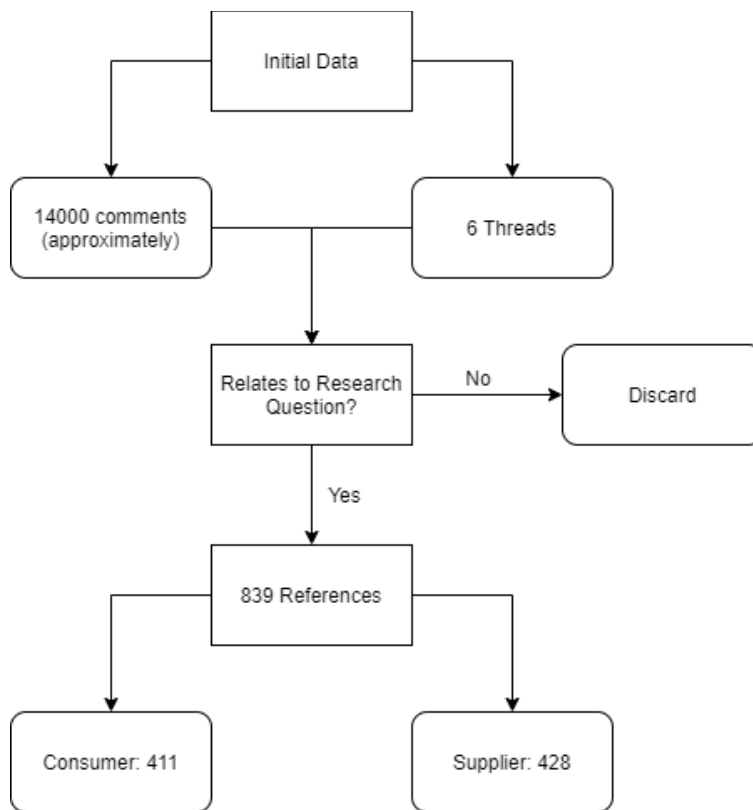 Initial Data
14000 comments
(approximately)
6 Threads
Relates to Research
Question?
No
Discard
Yes
839 References
Consumer: 411
Supplier: 428